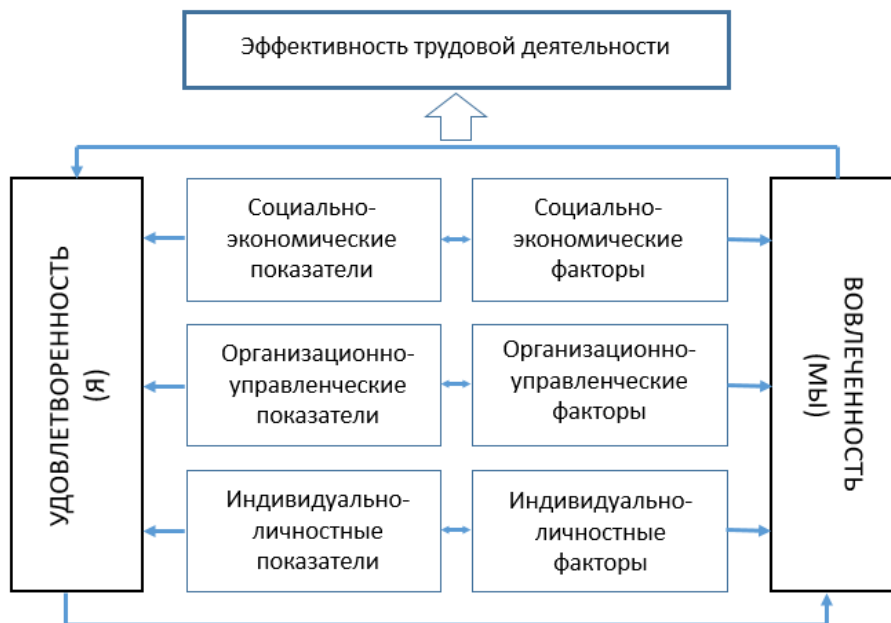 Эффективность трудовой деятельности
УДОВЛЕТВОРЕННОСТЬ
(Я)
Социально-
экономические
показатели
Социально-
экономические
факторы
Организационно-
управленческие
показатели
Организационно-
управленческие
факторы
Индивидуально-
личностные
показатели
Индивидуально-
личностные
факторы
ВОВЛЕЧЕННОСТЬ
(МЫ)